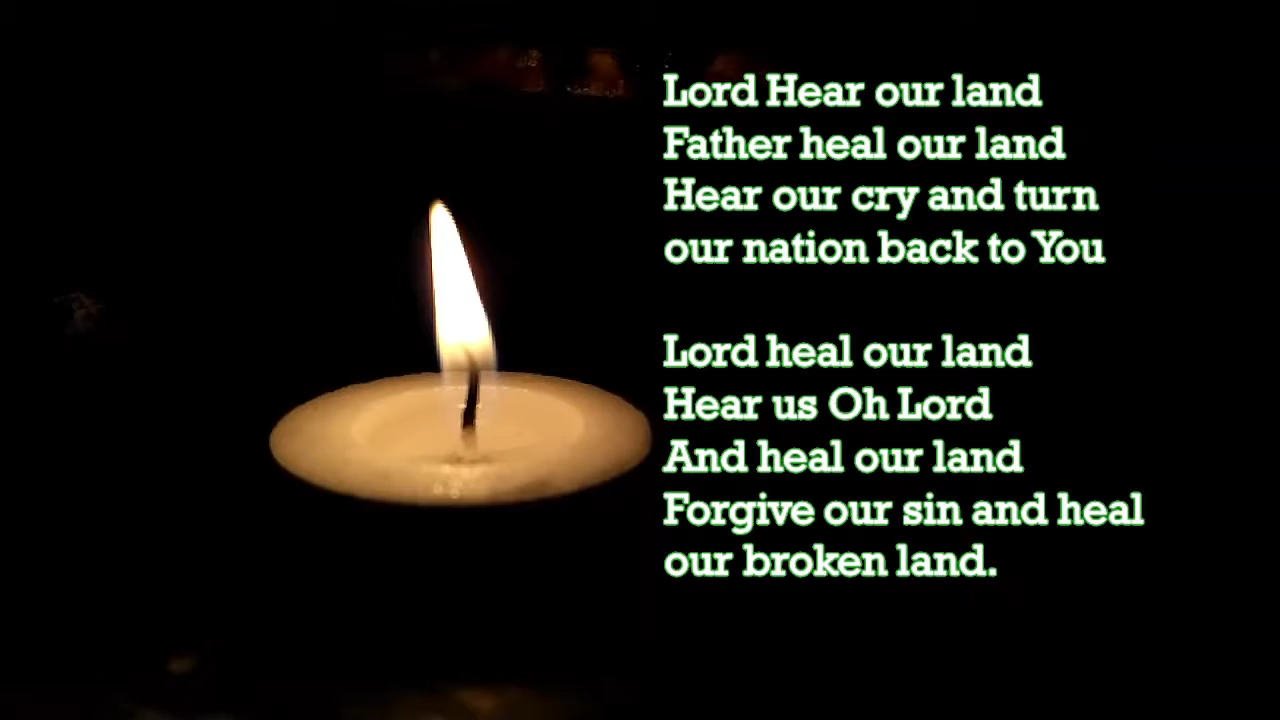 Lord Hear our land
Father heal our land
Hear our cry and turn
our nation back to You
Lord heal our land
Hear us Oh Lord
And heal our land
Forgive our sin and heal
our broken land.